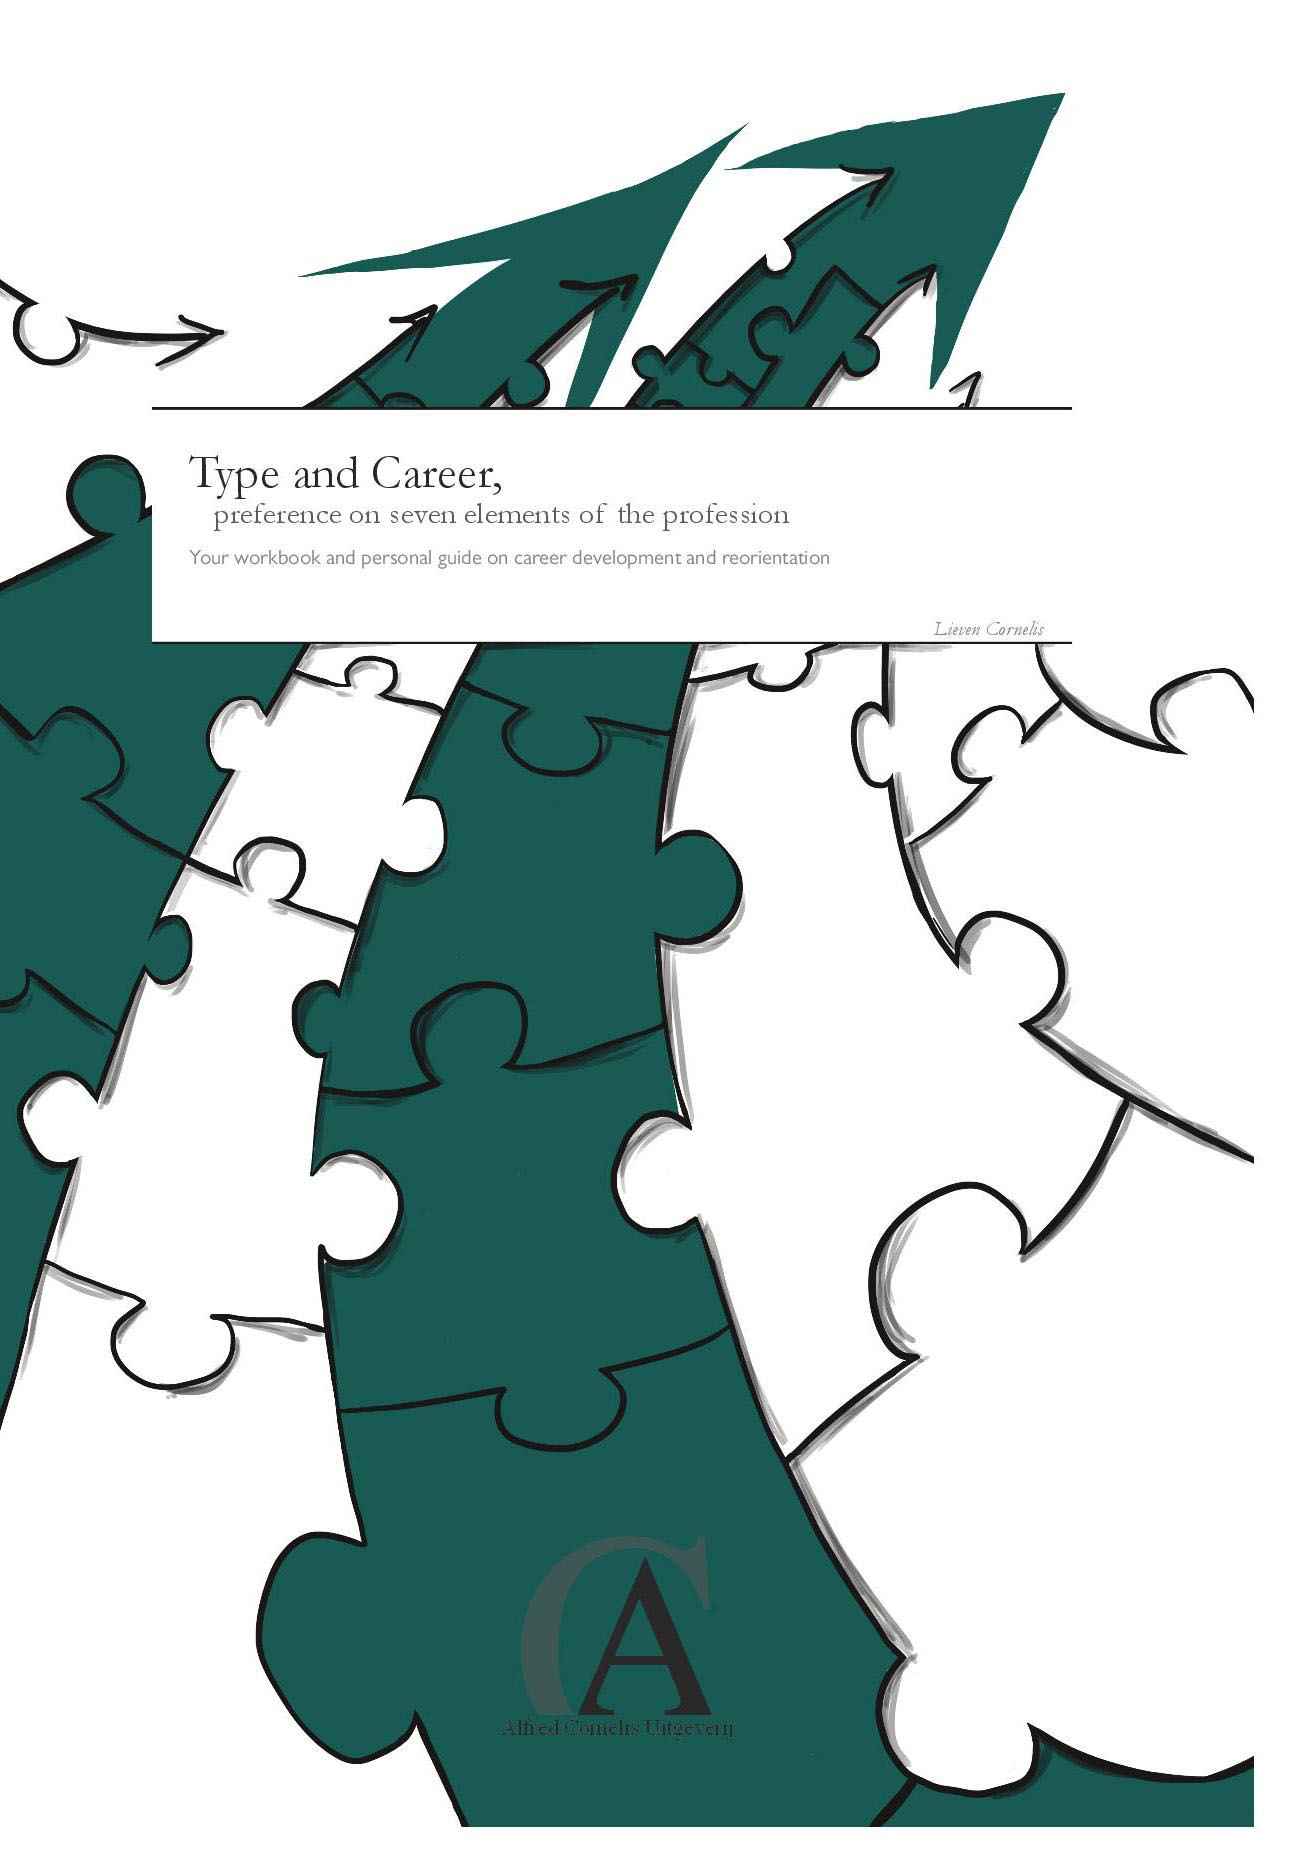 Type and Career,
preference on seven elements of the profession
Your workbook and personal guide on career development and reorientation
Lieven Cornelis
CA
Alfred Cornelis Uitgeverij